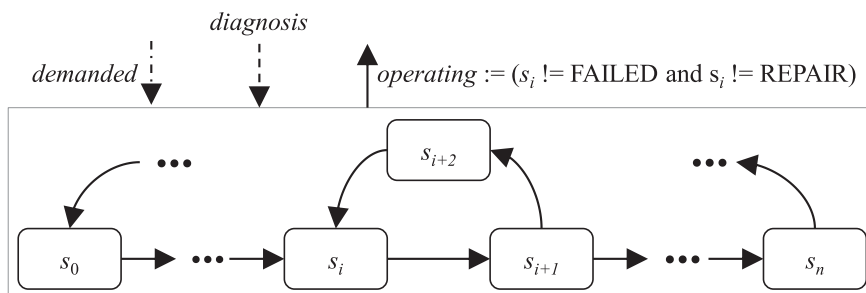 diagnosis
demanded
operating := (s_i != FAILED and s_i != REPAIR)
s_{i+2}
•••
•••
s_0
•••
s_i
s_{i+1}
•••
s_n